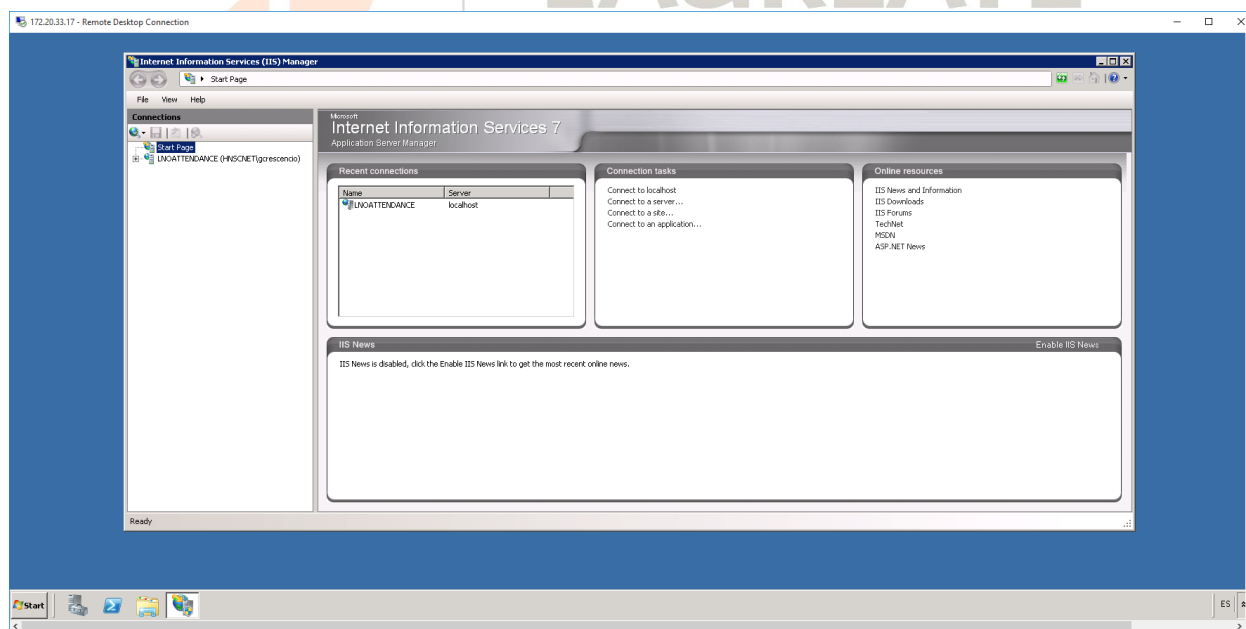 LAUREATE
172.20.33.17 - Remote Desktop Connection
Internet Information Services (IIS) Manager
Start Page
File View Help
Connections
Start Page
LNOATTENDANCE (HNSCNET\gcrescencio)
Microsoft
Internet Information Services 7
Application Server Manager
Recent connections
Name Server
LNOATTENDANCE localhost
Connection tasks
Connect to localhost
Connect to a server...
Connect to a site...
Connect to an application...
Online resources
IIS News and Information
IIS Downloads
IIS Forums
TechNet
MSDN
ASP.NET News
IIS News
Enable IIS News
IIS News is disabled, click the Enable IIS News link to get the most recent online news.
Ready
Start
ES